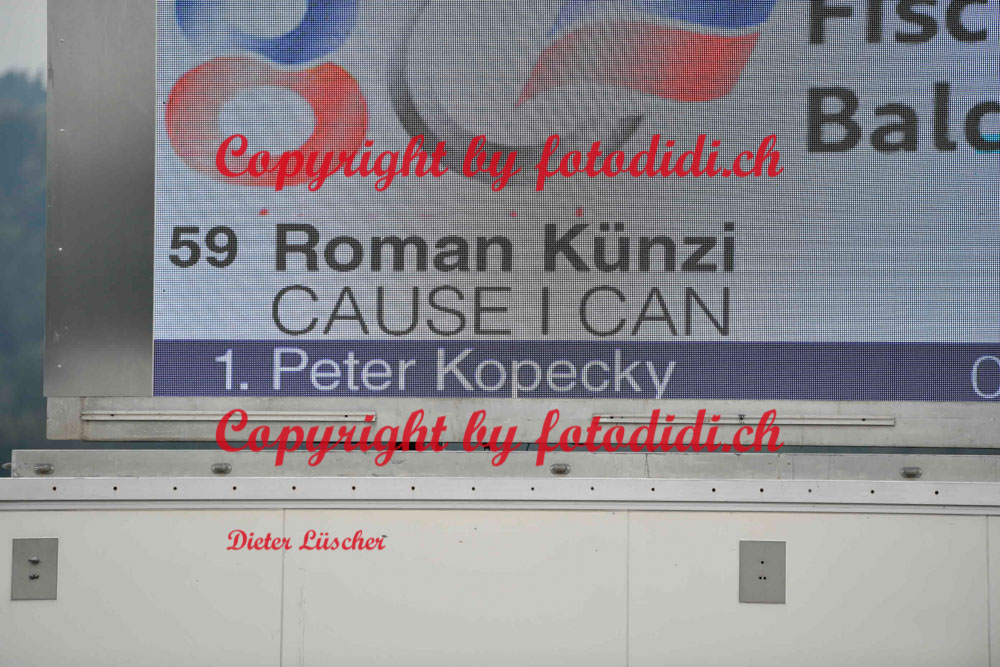 Fisc
Balc
Copyright by fotodidi.ch
59 Roman Künzi
CAUSE I CAN
1. Peter Kopecky
Copyright by fotodidi.ch
Dieter Lüscher